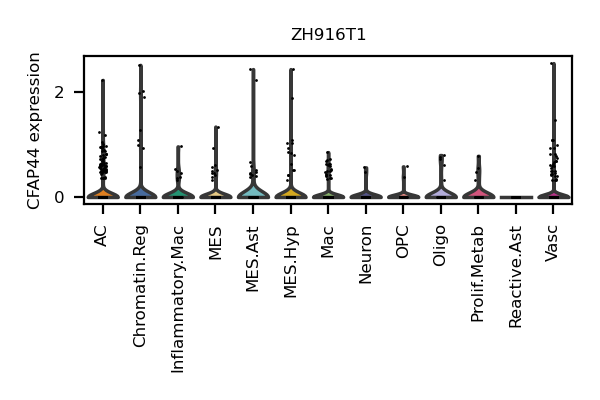 ZH916T1
CFAP44 expression
2
0
AC
Chromatin.Reg
Inflammatory.Mac
MES
MES.Ast
MES.Hyp
Mac
Neuron
OPC
Oligo
Prolif.Metab
Reactive.Ast
Vasc